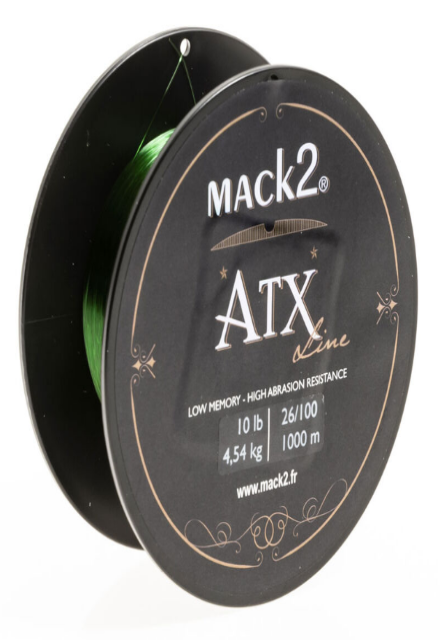 MACK2®
ATX
Line
LOW MEMORY - HIGH ABRASION RESISTANCE
10 lb 26/100
4,54 kg 1000 m
www.mack2.fr